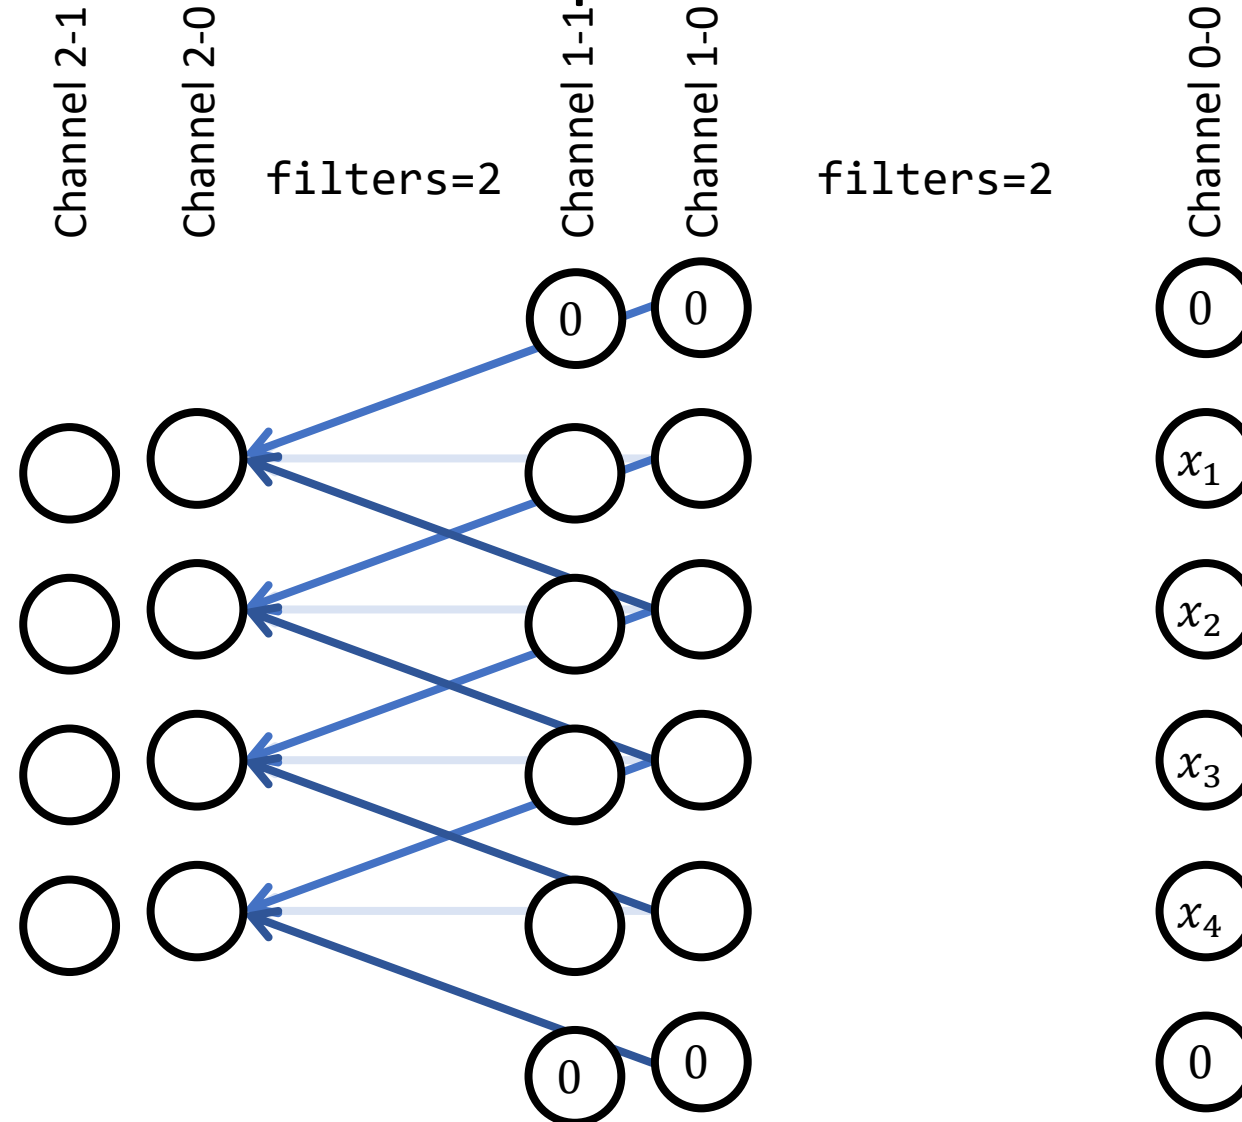 Channel 2-1
Channel 2-0
Channel 1-1
Channel 1-0
Channel 0-0
filters=2
filters=2
0
0
0
x₁
x₂
x₃
x₄
0
0
0